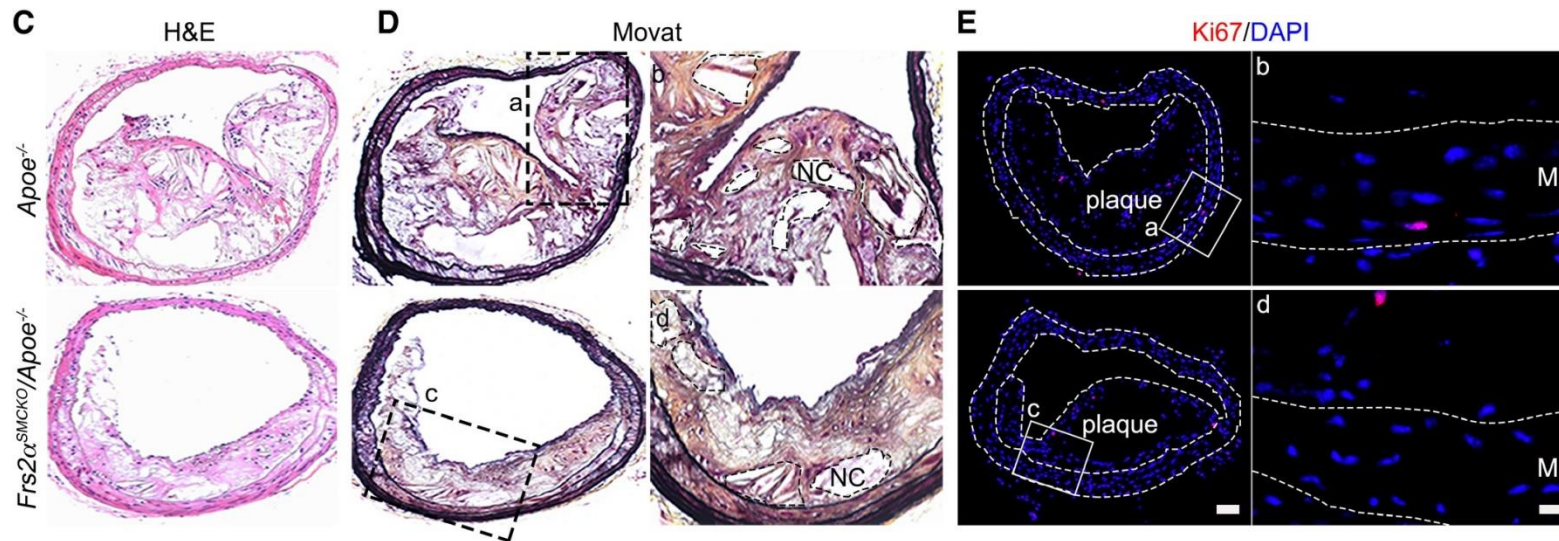 C
H&E
D
Movat
E
Ki67/DAPI
Apoe-/-
a
b
NC
plaque
a
b
M
Frs2αSMCKO/Apoe-/-
c
d
NC
c
plaque
d
M